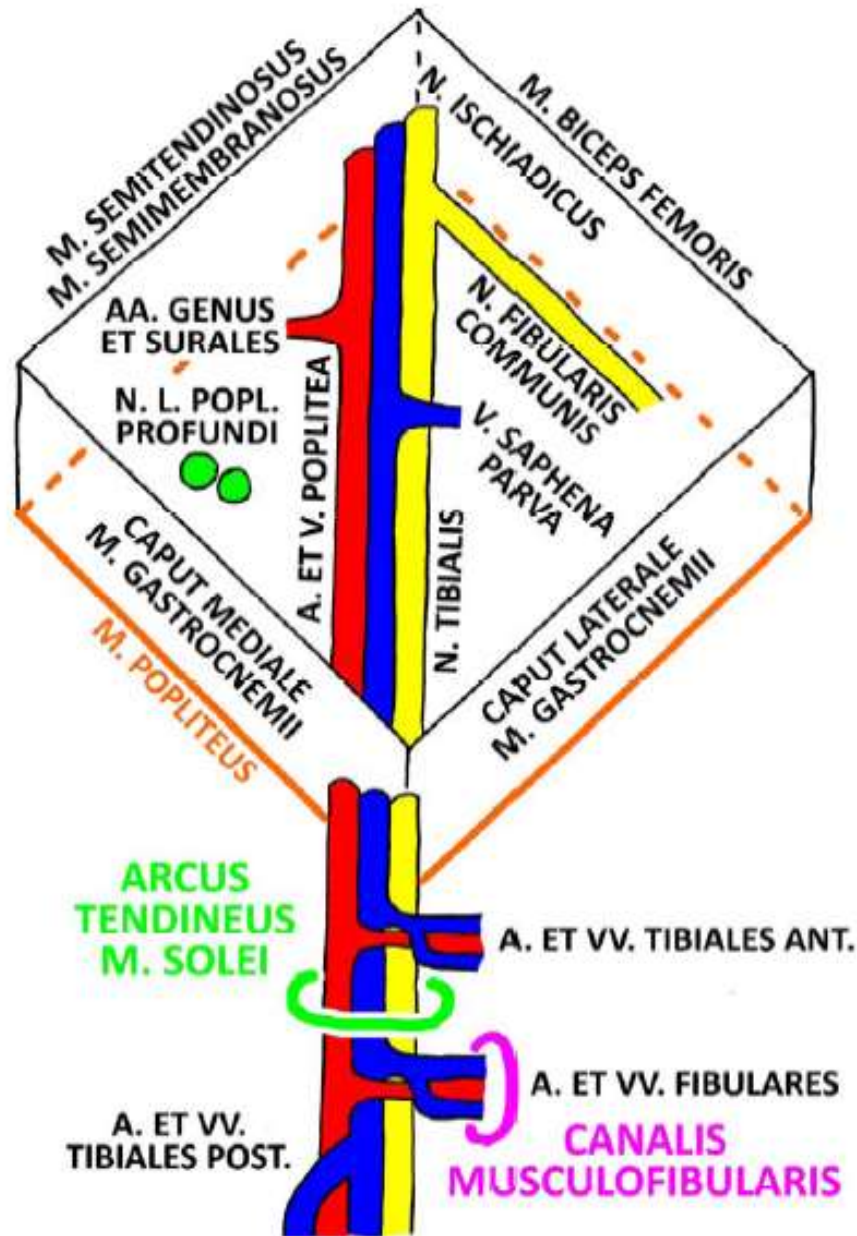 M. SEMITENDINOSUS
M. SEMIMEMBRANOSUS
N. ISCHIADICUS
M. BICEPS FEMORIS
AA. GENUS
ET SURALES
N. L. POPL.
PROFUNDI
A. ET V. POPLITEA
N. FIBULARIS
COMMUNIS
V. SAPHENA
PARVA
N. TIBIALIS
CAPUT MEDIALE
M. GASTROCNEMII
M. POPLITEUS
CAPUT LATERALE
M. GASTROCNEMII
ARCUS
TENDINEUS
M. SOLEI
A. ET VV. TIBIALES ANT.
A. ET VV. FIBULARES
CANALIS
MUSCULOFIBULARIS
A. ET VV.
TIBIALES POST.